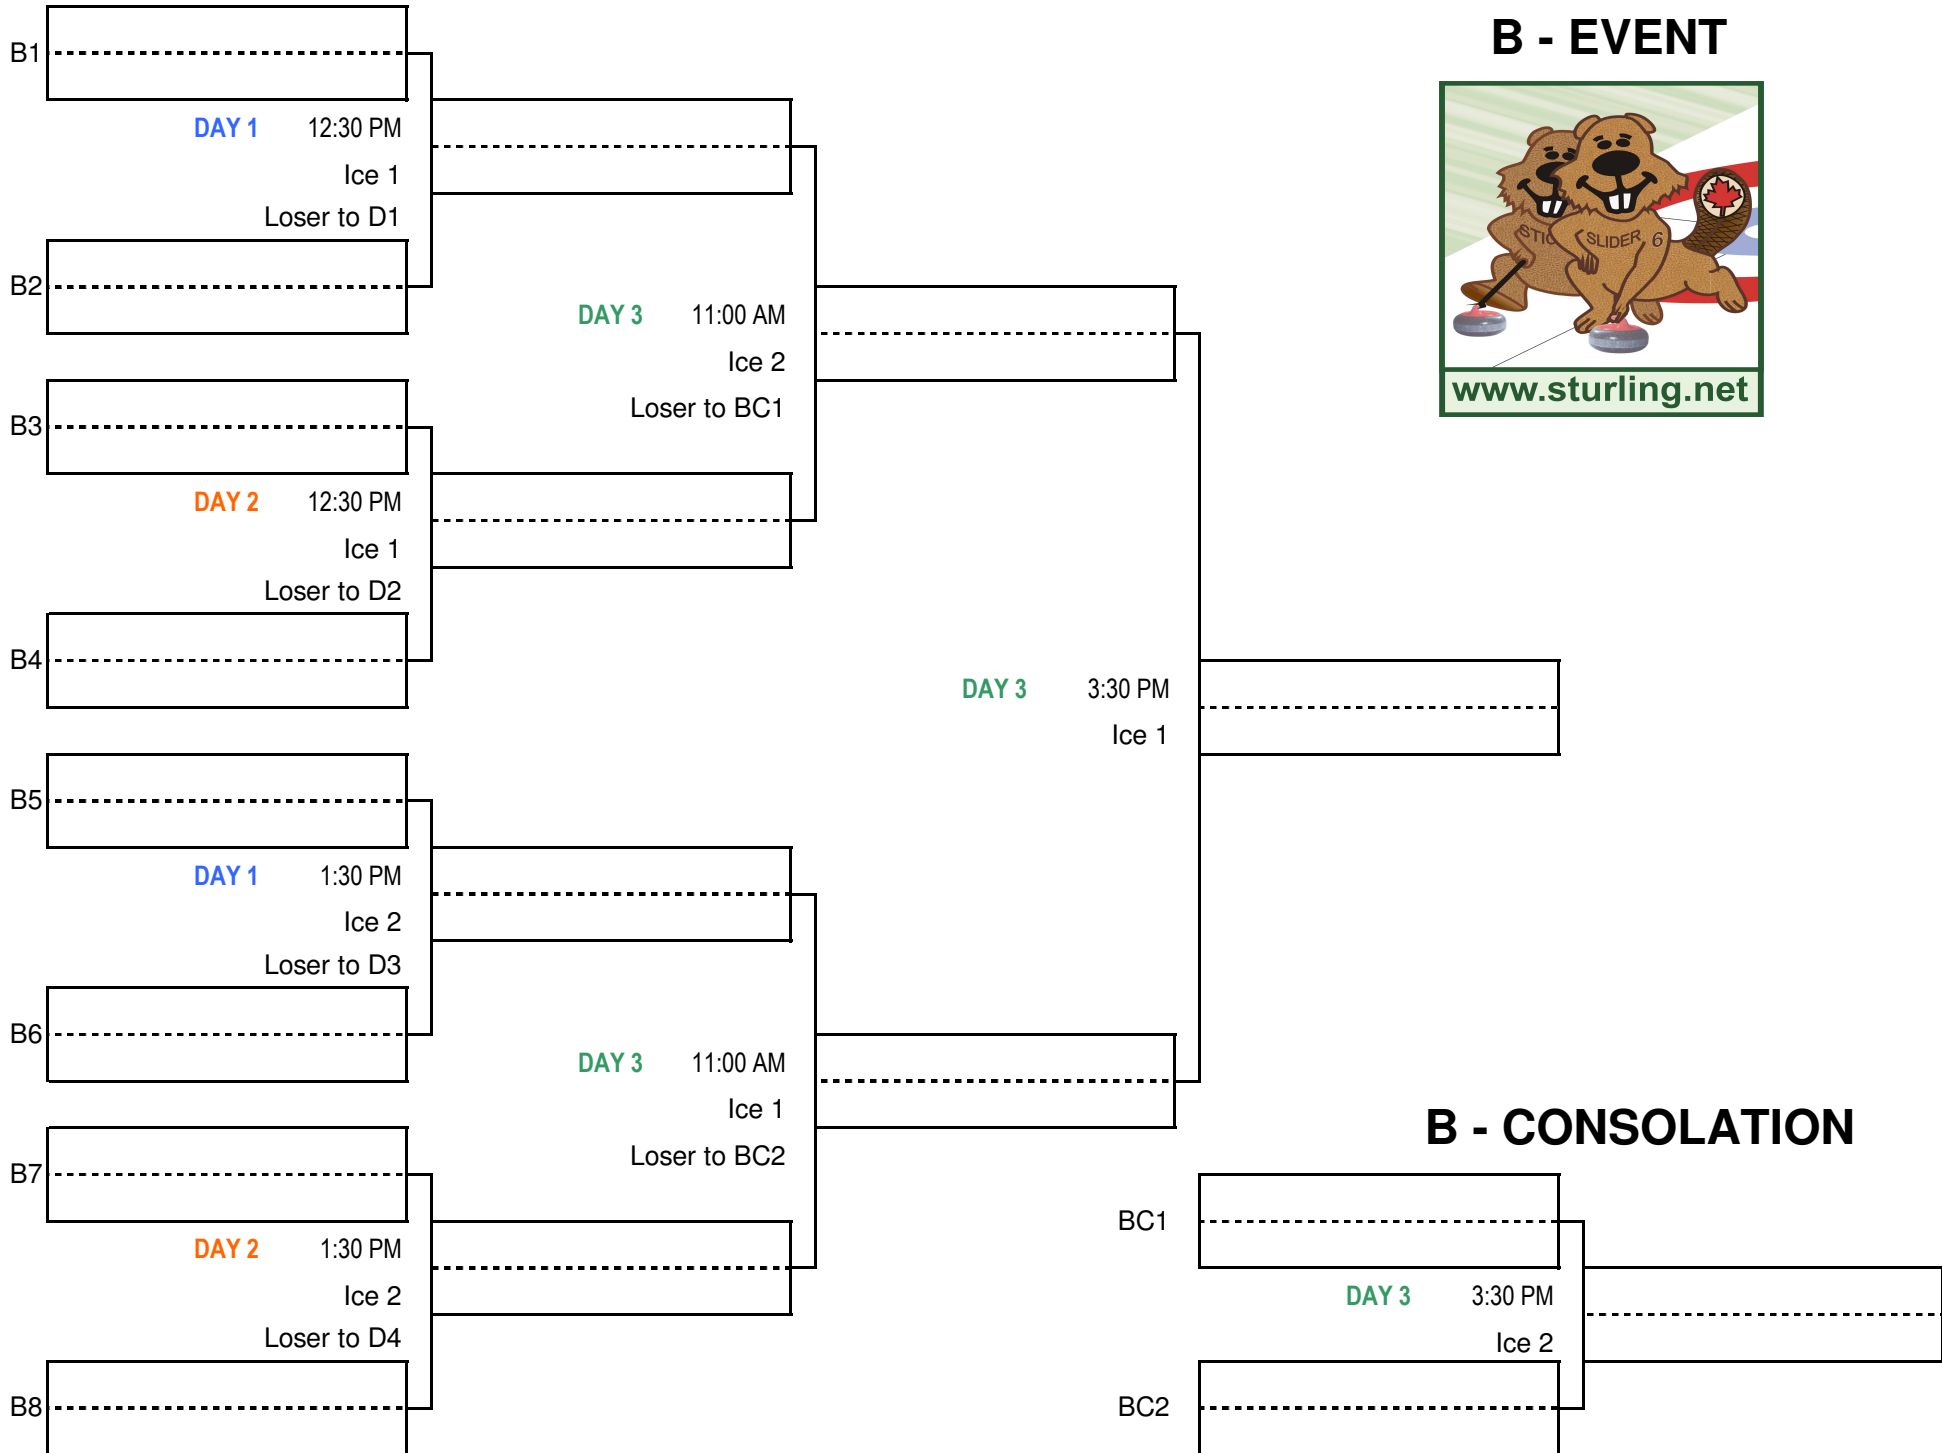 B - EVENT
B1
DAY 1 12:30 PM
Ice 1
Loser to D1
B2
DAY 3 11:00 AM
Ice 2
Loser to BC1
B3
DAY 2 12:30 PM
Ice 1
Loser to D2
B4
DAY 3 3:30 PM
Ice 1
B5
DAY 1 1:30 PM
Ice 2
Loser to D3
B6
DAY 3 11:00 AM
Ice 1
Loser to BC2
B7
DAY 2 1:30 PM
Ice 2
Loser to D4
B8
STIC
SLIDER 6
www.sturling.net
B - CONSOLATION
BC1
DAY 3 3:30 PM
Ice 2
BC2